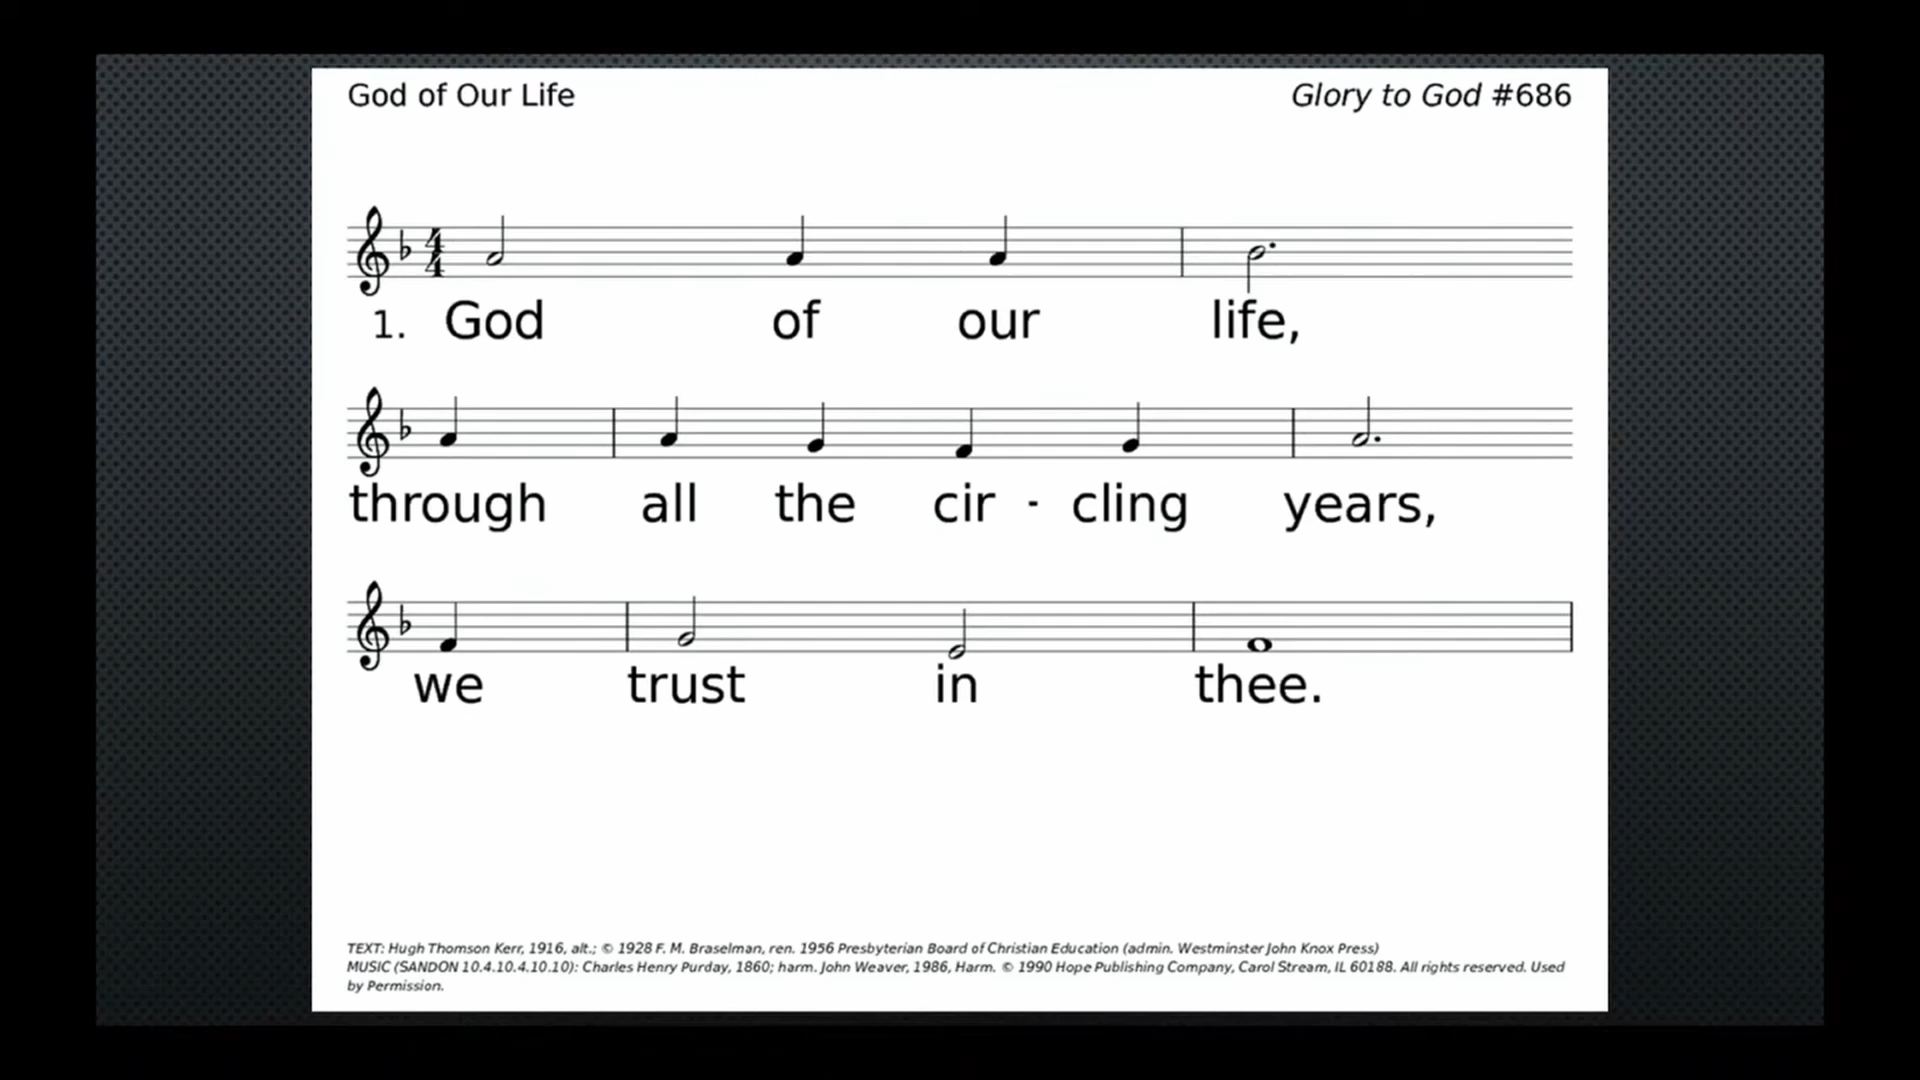 God of Our Life
Glory to God #686
1. God of our life,
through all the cir - cling years,
we trust in thee.
TEXT: Hugh Thomson Kerr, 1916, alt.; © 1928 F. M. Braselman, ren. 1956 Presbyterian Board of Christian Education (admin. Westminster John Knox Press)
MUSIC (SANDON 10.4.10.4.10.10): Charles Henry Purday, 1860; harm. John Weaver, 1986, Harm. © 1990 Hope Publishing Company, Carol Stream, IL 60188. All rights reserved. Used
by Permission.